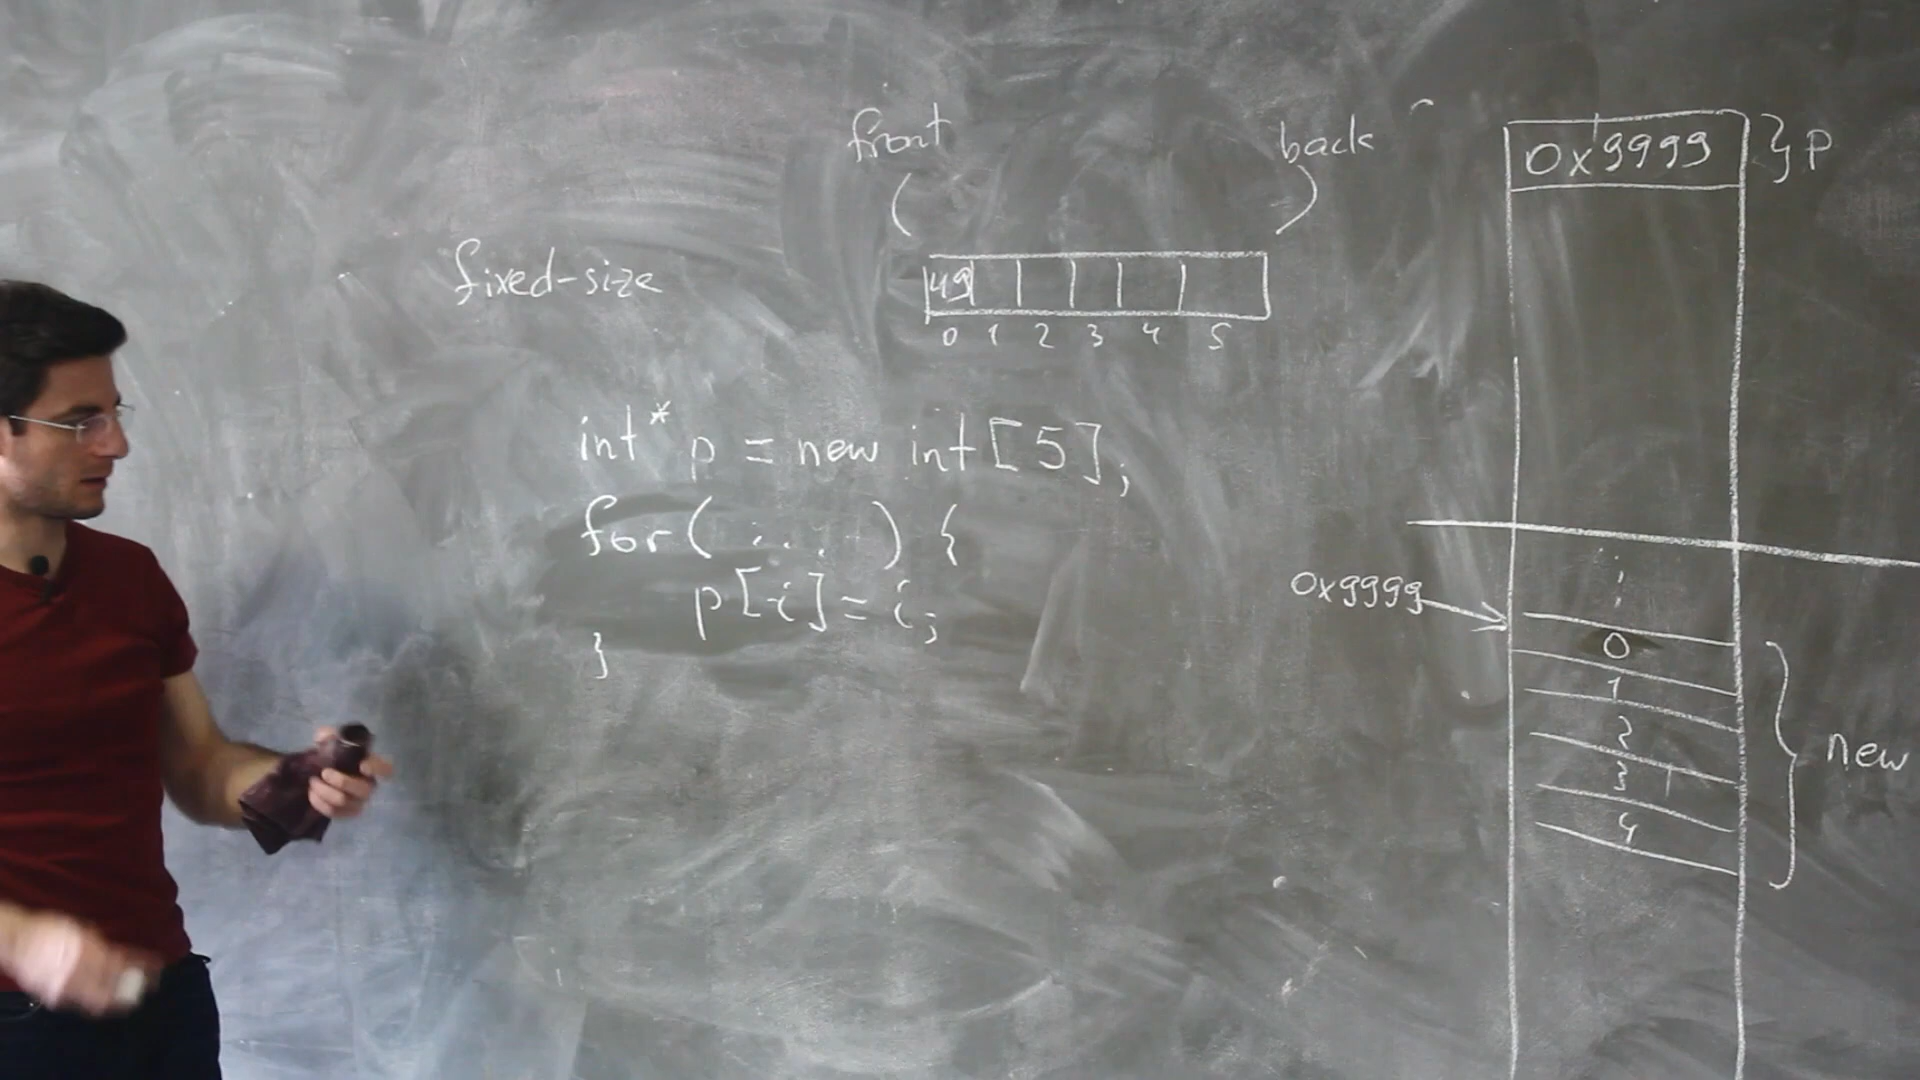 front back
fixed-size
49
0 1 2 3 4 5
int* p = new int[5];
for( ... ) {
p[i]=i;
}
0x9999 } p
0x9999
0
1
2
3
4
} new